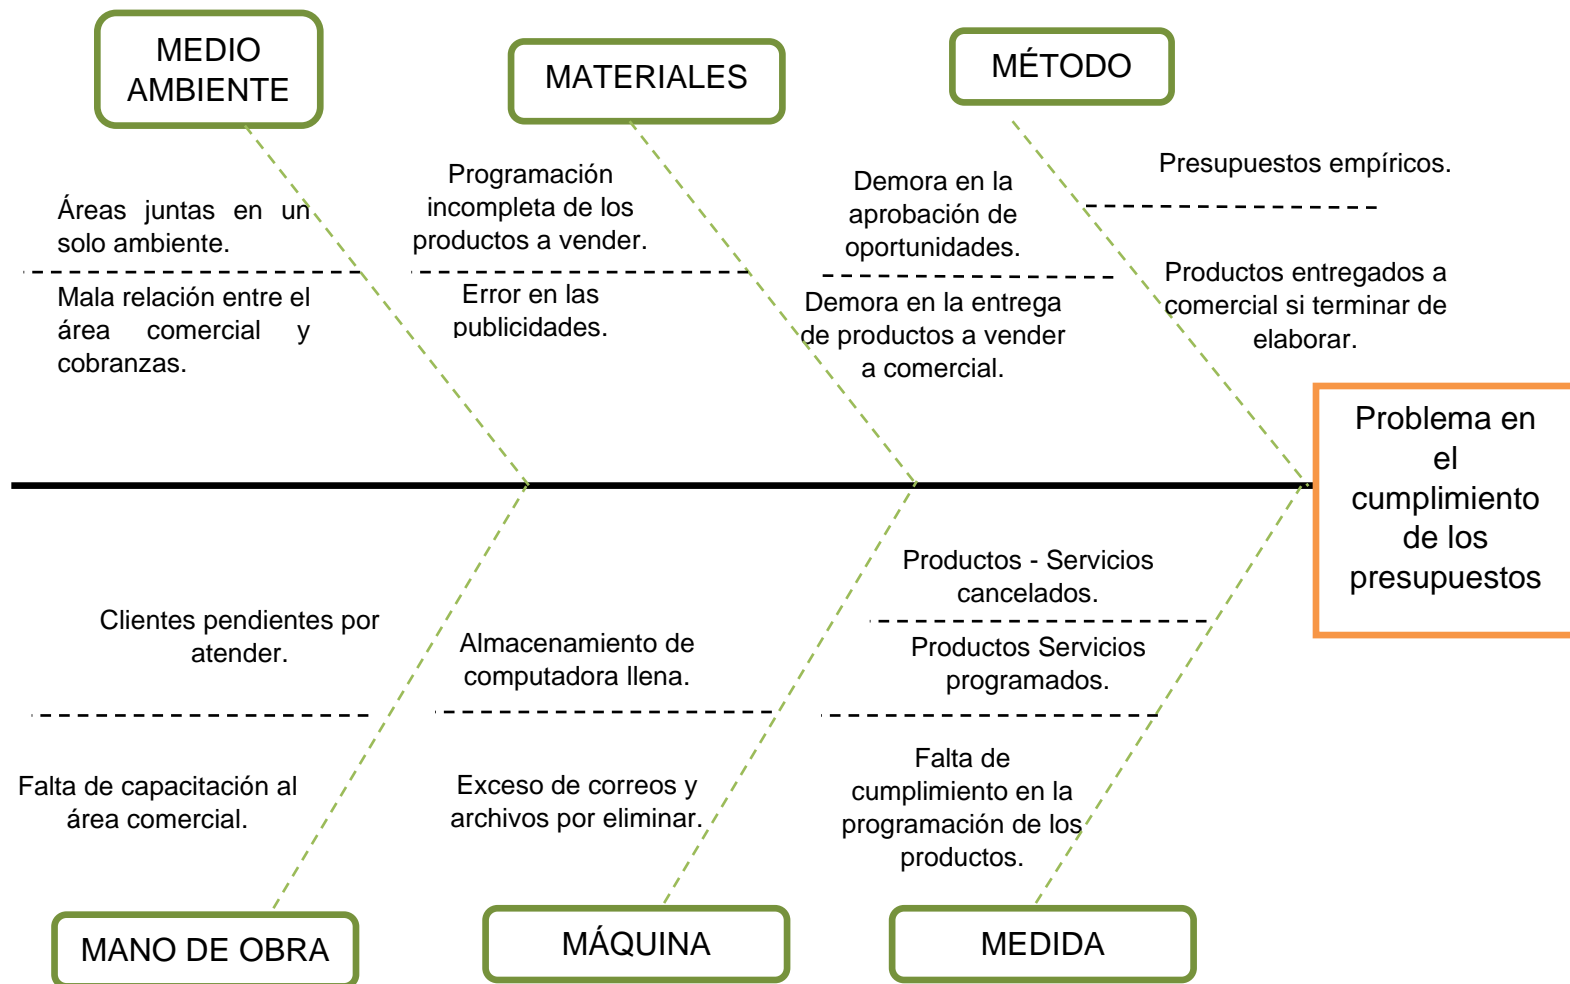 MEDIO
AMBIENTE
MATERIALES
MÉTODO
Áreas juntas en un
solo ambiente.
Mala relación entre el
área comercial y
cobranzas.
Programación
incompleta de los
productos a vender.
Error en las
publicidades.
Demora en la
aprobación de
oportunidades.
Demora en la entrega
de productos a vender
a comercial.
Presupuestos empíricos.
Productos entregados a
comercial si terminar de
elaborar.
Problema en
el
cumplimiento
de los
presupuestos
Clientes pendientes por
atender.
Falta de capacitación al
área comercial.
Almacenamiento de
computadora llena.
Exceso de correos y
archivos por eliminar.
Productos - Servicios
cancelados.
Productos Servicios
programados.
Falta de
cumplimiento en la
programación de los
productos.
MANO DE OBRA
MÁQUINA
MEDIDA